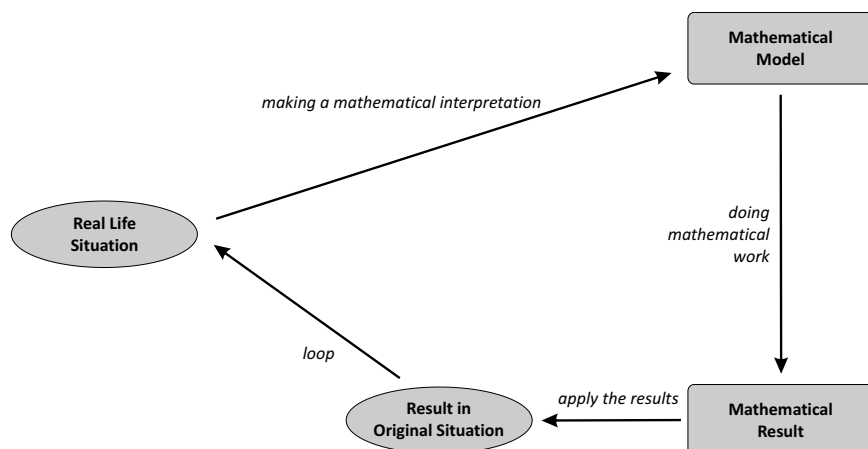 Mathematical
Model
making a mathematical interpretation
Real Life
Situation
doing
mathematical
work
loop
apply the results
Result in
Original Situation
Mathematical
Result